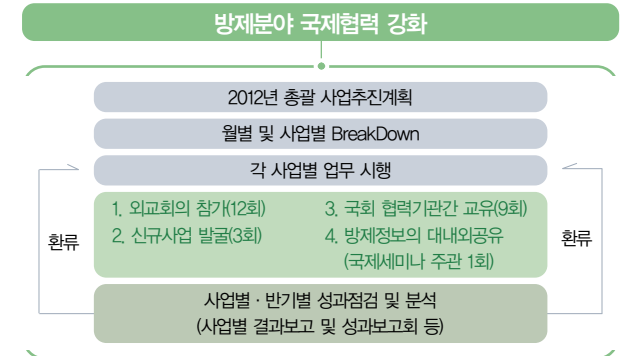 방제분야 국제협력 강화
2012년 총괄 사업추진계획
월별 및 사업별 BreakDown
각 사업별 업무 시행
1. 외교회의 참가(12회)
2. 신규사업 발굴(3회)
3. 국회 협력기관간 교유(9회)
4. 방제정보의 대내외공유
(국제세미나 주관 1회)
환류
환류
사업별 · 반기별 성과점검 및 분석
(사업별 결과보고 및 성과보고회 등)